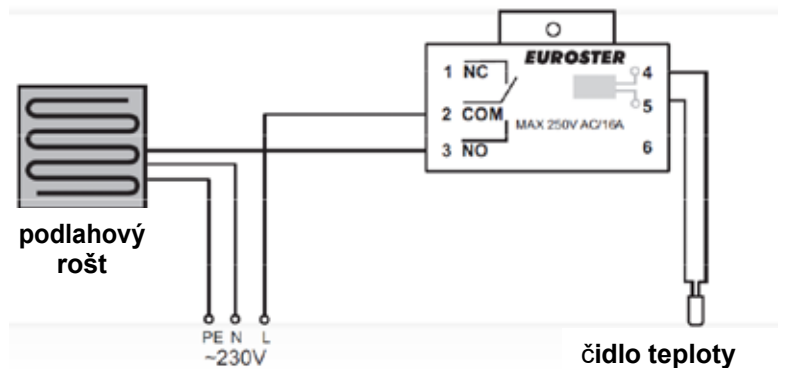 EUROSTER
1 NC
4
2 COM
5
MAX 250V AC/16A
3 NO
6
podlahový
rošt
PE N L
~230V
čidlo teploty